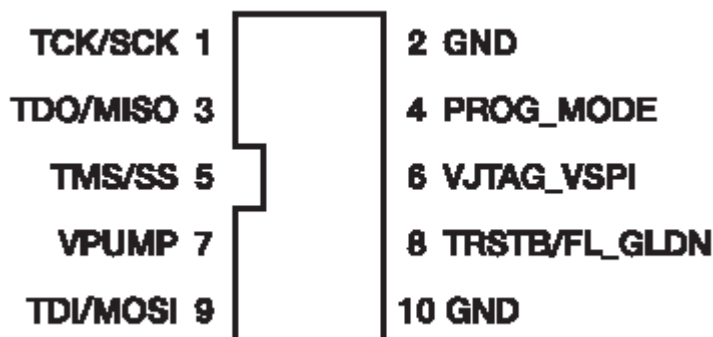 TCK/SCK 1 2 GND
TDO/MISO 3 4 PROG_MODE
TMS/SS 5 6 VJTAG_VSPI
VPUMP 7 8 TRSTB/FL_GLDN
TDI/MOSI 9 10 GND